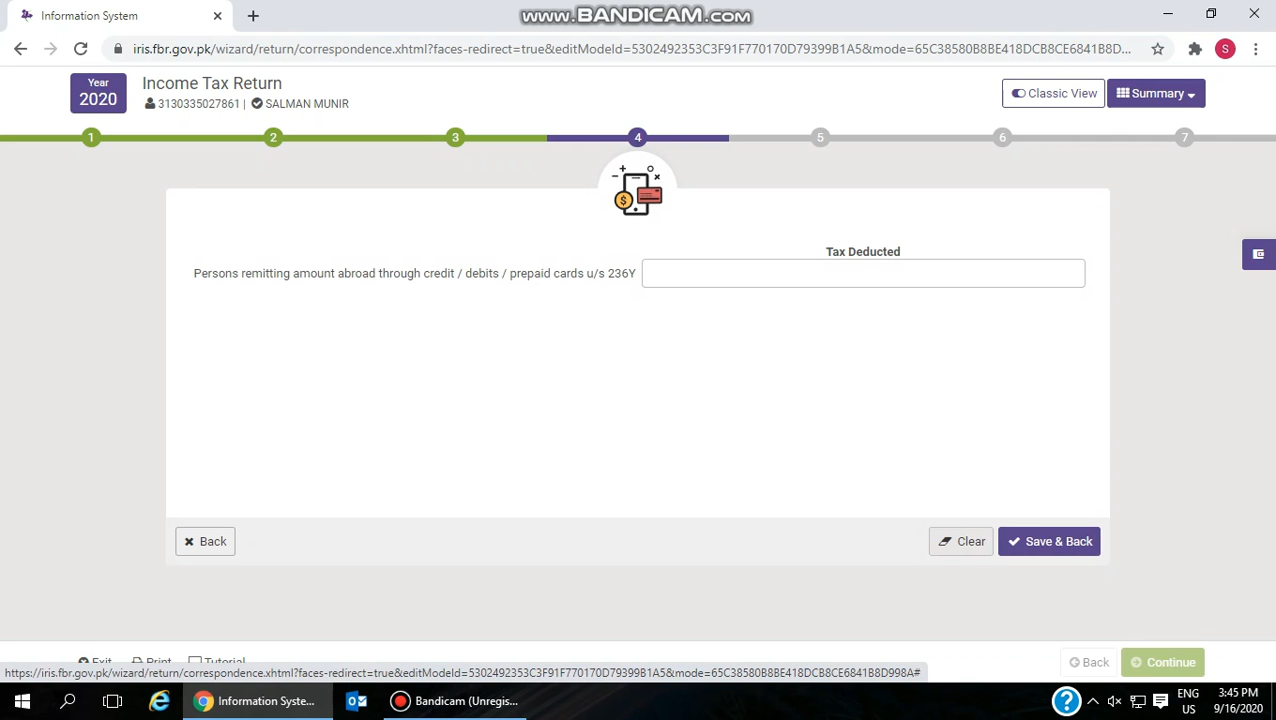 Information System
www.BANDICAM.com
iris.fbr.gov.pk/wizard/return/correspondence.xhtml?faces-redirect=true&editModeId=5302492353C3F91F770170D79399B1A5&mode=65C38580B8BE418DCB8CE6841B8D...
S
Year
2020
Income Tax Return
3130335027861 | SALMAN MUNIR
Classic View
Summary
1 2 3 4 5 6 7
Tax Deducted
Persons remitting amount abroad through credit / debits / prepaid cards u/s 236Y
Back
Clear
Save & Back
Exit Print Tutorial
Back
Continue
https://iris.fbr.gov.pk/wizard/return/correspondence.xhtml?faces-redirect=true&editModeId=5302492353C3F91F770170D79399B1A5&mode=65C38580B8BE418DCB8CE6841B8D998A#
Information Syste...
Bandicam (Unregis...
ENG
US
3:45 PM
9/16/2020